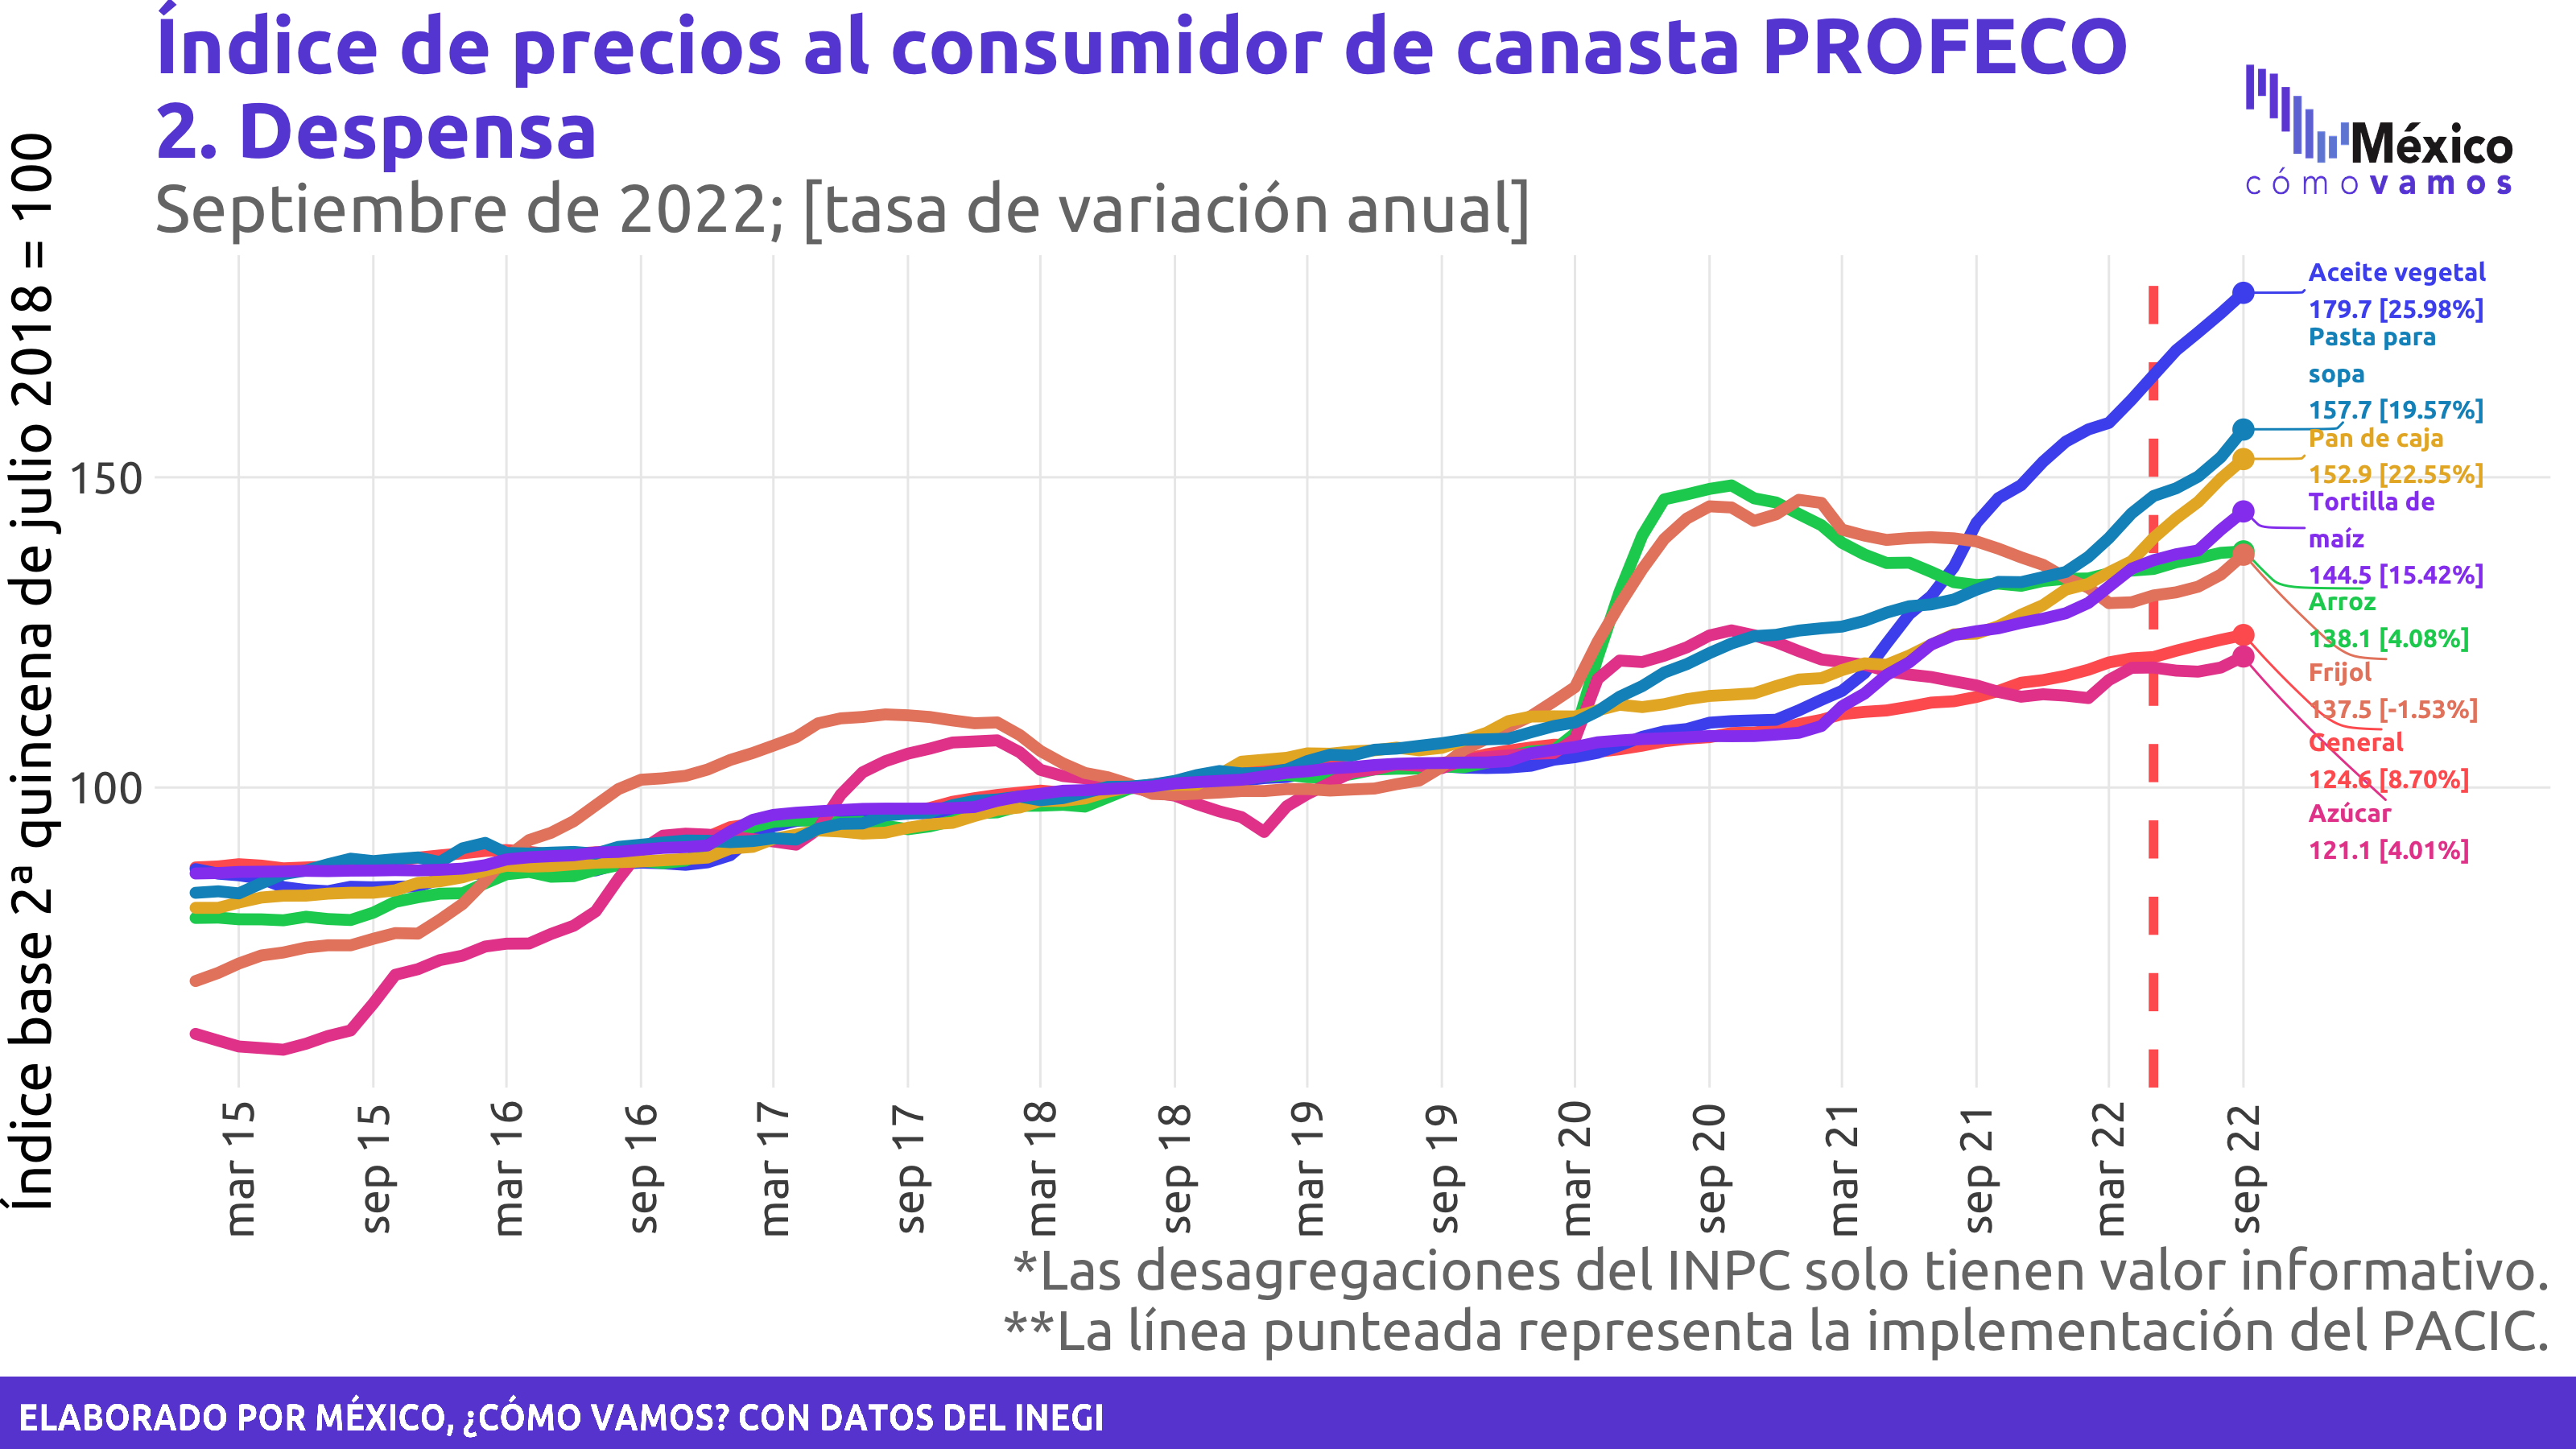 Índice de precios al consumidor de canasta PROFECO
2. Despensa
Septiembre de 2022; [tasa de variación anual]
México
cómo vamos
Índice base 2ª quincena de julio 2018 = 100
150
100
Aceite vegetal
179.7 [25.98%]
Pasta para
sopa
157.7 [19.57%]
Pan de caja
152.9 [22.55%]
Tortilla de
maíz
144.5 [15.42%]
Arroz
138.1 [4.08%]
Frijol
137.5 [-1.53%]
General
124.6 [8.70%]
Azúcar
121.1 [4.01%]
mar 15
sep 15
mar 16
sep 16
mar 17
sep 17
mar 18
sep 18
mar 19
sep 19
mar 20
sep 20
mar 21
sep 21
mar 22
sep 22
*Las desagregaciones del INPC solo tienen valor informativo.
**La línea punteada representa la implementación del PACIC.
ELABORADO POR MÉXICO, ¿CÓMO VAMOS? CON DATOS DEL INEGI